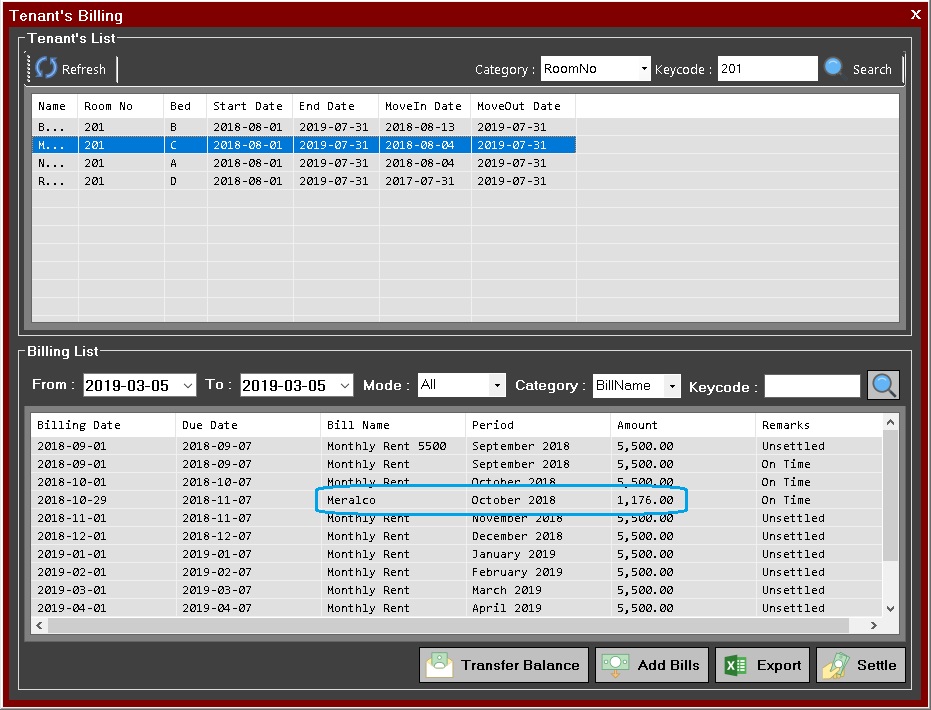 Tenant's Billing X
Tenant's List
Refresh Category : RoomNo Keycode : 201 Search
Name Room No Bed Start Date End Date MoveIn Date MoveOut Date
B... 201 B 2018-08-01 2019-07-31 2018-08-13 2019-07-31
M... 201 C 2018-08-01 2019-07-31 2018-08-04 2019-07-31
N... 201 A 2018-08-01 2019-07-31 2018-08-04 2019-07-31
R... 201 D 2018-08-01 2019-07-31 2017-07-31 2019-07-31
Billing List
From : 2019-03-05 To : 2019-03-05 Mode : All Category : BillName Keycode :
Billing Date Due Date Bill Name Period Amount Remarks
2018-09-01 2018-09-07 Monthly Rent 5500 September 2018 5,500.00 Unsettled
2018-09-01 2018-09-07 Monthly Rent September 2018 5,500.00 On Time
2018-10-01 2018-10-07 Monthly Rent October 2018 5,500.00 On Time
2018-10-29 2018-11-07 Meralco October 2018 1,176.00 On Time
2018-11-01 2018-11-07 Monthly Rent November 2018 5,500.00 Unsettled
2018-12-01 2018-12-07 Monthly Rent December 2018 5,500.00 Unsettled
2019-01-01 2019-01-07 Monthly Rent January 2019 5,500.00 Unsettled
2019-02-01 2019-02-07 Monthly Rent February 2019 5,500.00 Unsettled
2019-03-01 2019-03-07 Monthly Rent March 2019 5,500.00 Unsettled
2019-04-01 2019-04-07 Monthly Rent April 2019 5,500.00 Unsettled
Transfer Balance Add Bills Export Settle